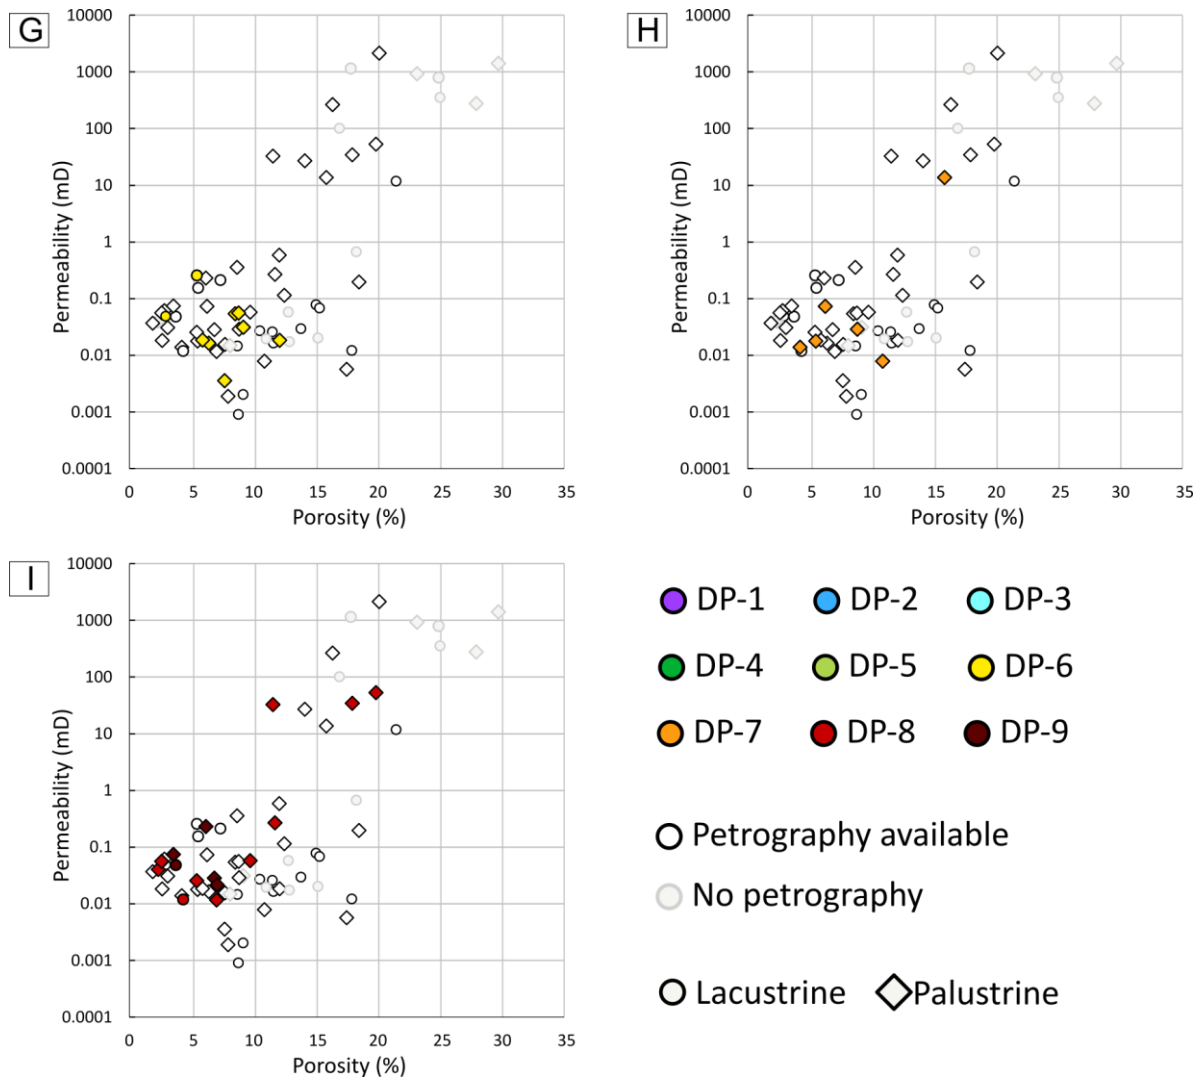 G
10000
1000
100
10
1
0.1
0.01
0.001
0.0001
Permeability (mD)
0 5 10 15 20 25 30 35
Porosity (%)
H
10000
1000
100
10
1
0.1
0.01
0.001
0.0001
Permeability (mD)
0 5 10 15 20 25 30 35
Porosity (%)
I
10000
1000
100
10
1
0.1
0.01
0.001
0.0001
Permeability (mD)
0 5 10 15 20 25 30 35
Porosity (%)
DP-1 DP-2 DP-3
DP-4 DP-5 DP-6
DP-7 DP-8 DP-9
Petrography available
No petrography
Lacustrine Palustrine